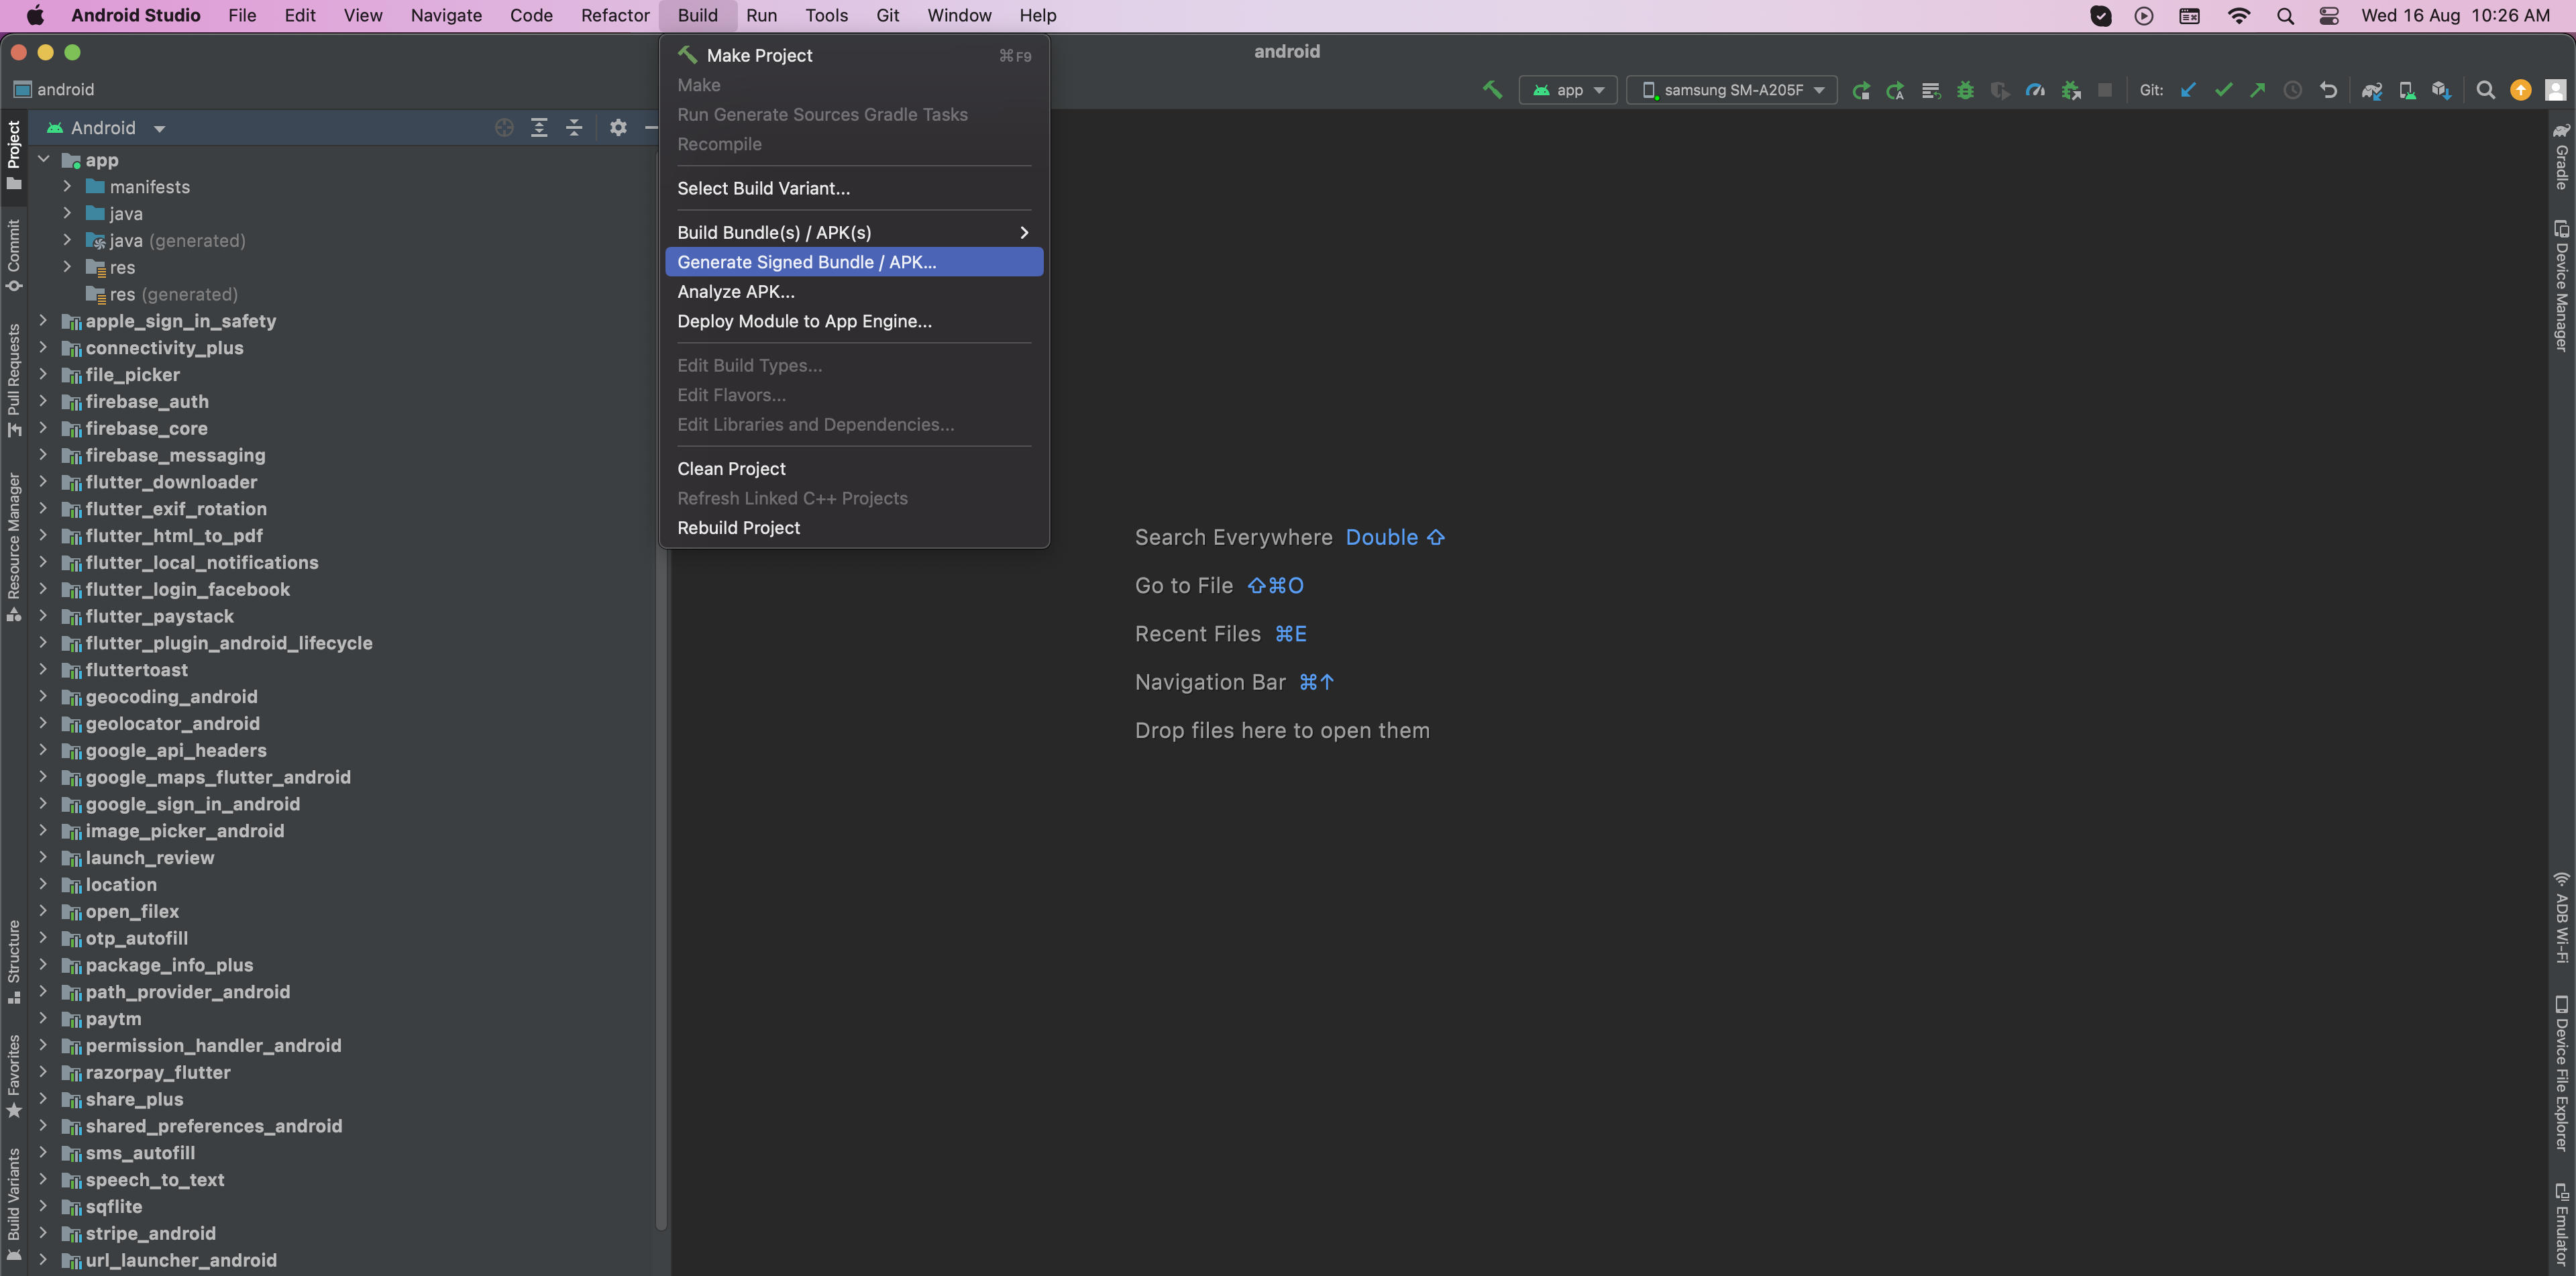 Android Studio File Edit View Navigate Code Refactor Build Run Tools Git Window Help Wed 16 Aug 10:26 AM
android
Make Project ⌘F9
Make
Run Generate Sources Gradle Tasks
Recompile
Select Build Variant...
Build Bundle(s) / APK(s)
Generate Signed Bundle / APK...
Analyze APK...
Deploy Module to App Engine...
Edit Build Types...
Edit Flavors...
Edit Libraries and Dependencies...
Clean Project
Refresh Linked C++ Projects
Rebuild Project
android
app samsung SM-A205F Git:
Android
app
manifests
java
java (generated)
res
res (generated)
apple_sign_in_safety
connectivity_plus
file_picker
firebase_auth
firebase_core
firebase_messaging
flutter_downloader
flutter_exif_rotation
flutter_html_to_pdf
flutter_local_notifications
flutter_login_facebook
flutter_paystack
flutter_plugin_android_lifecycle
fluttertoast
geocoding_android
geolocator_android
google_api_headers
google_maps_flutter_android
google_sign_in_android
image_picker_android
launch_review
location
open_filex
otp_autofill
package_info_plus
path_provider_android
paytm
permission_handler_android
razorpay_flutter
share_plus
shared_preferences_android
sms_autofill
speech_to_text
sqflite
stripe_android
url_launcher_android
Project
Commit
Pull Requests
Resource Manager
Structure
Favorites
Build Variants
Search Everywhere Double ⇧
Go to File ⇧⌘O
Recent Files ⌘E
Navigation Bar ⌘↑
Drop files here to open them
Gradle
Device Manager
ADB Wi-Fi
Device File Explorer
Emulator